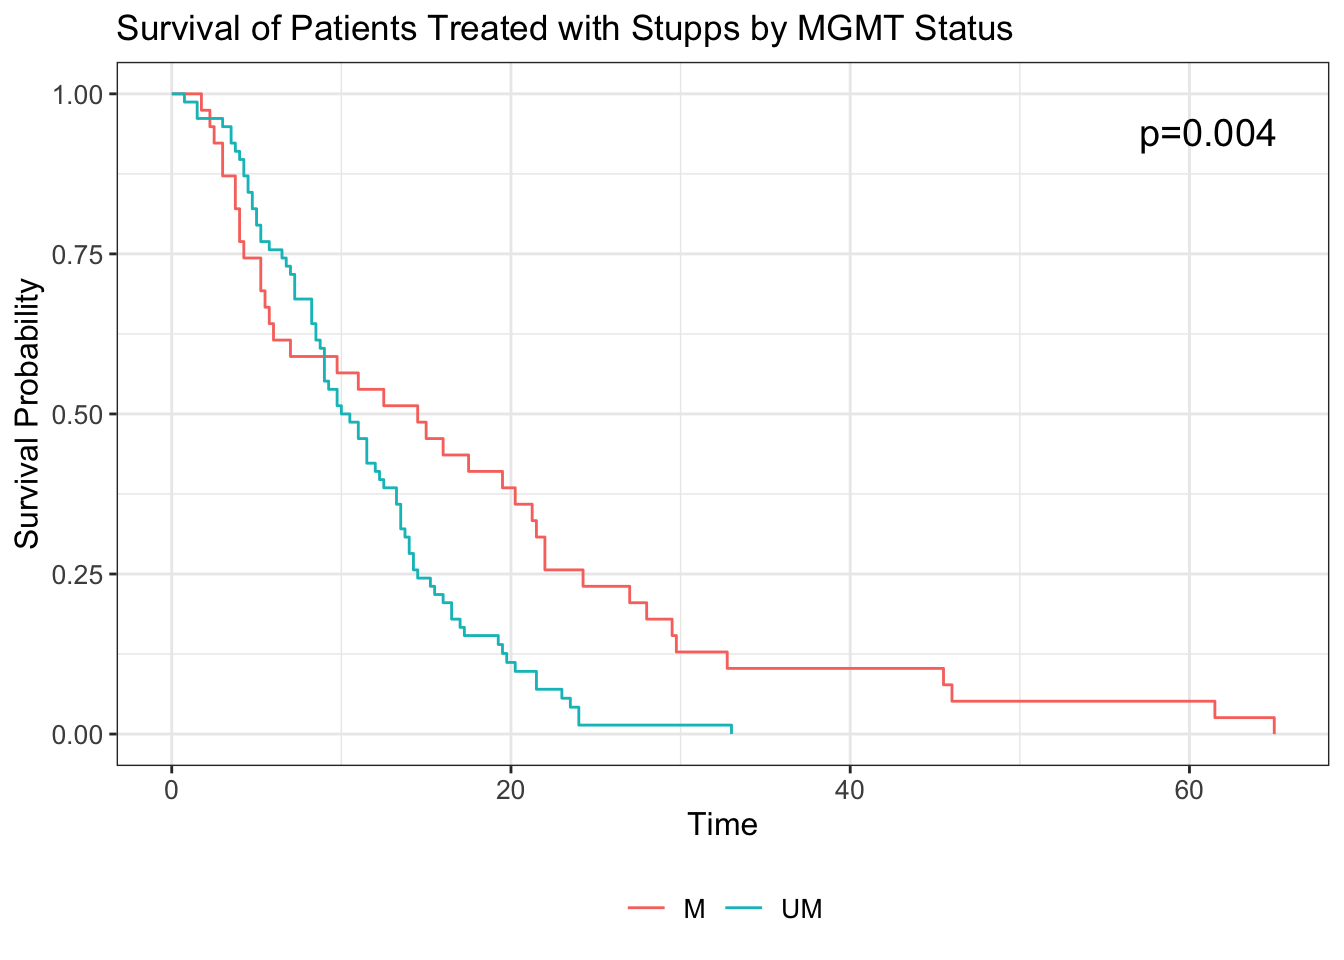 Survival of Patients Treated with Stupps by MGMT Status
p=0.004
Survival Probability
1.00
0.75
0.50
0.25
0.00
0 20 40 60
Time
M UM